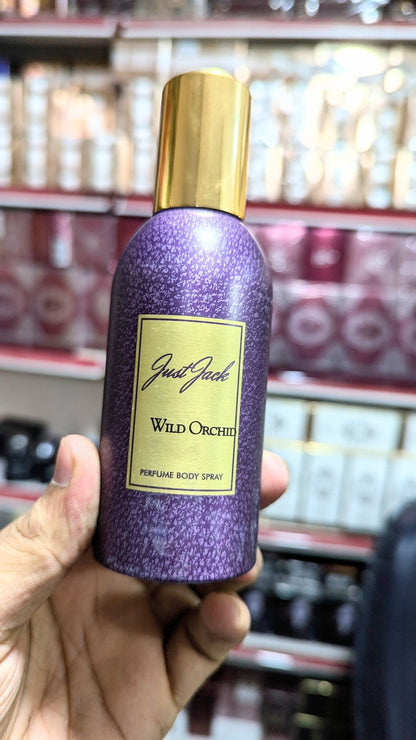 Just Jack
WILD ORCHID
PERFUME BODY SPRAY